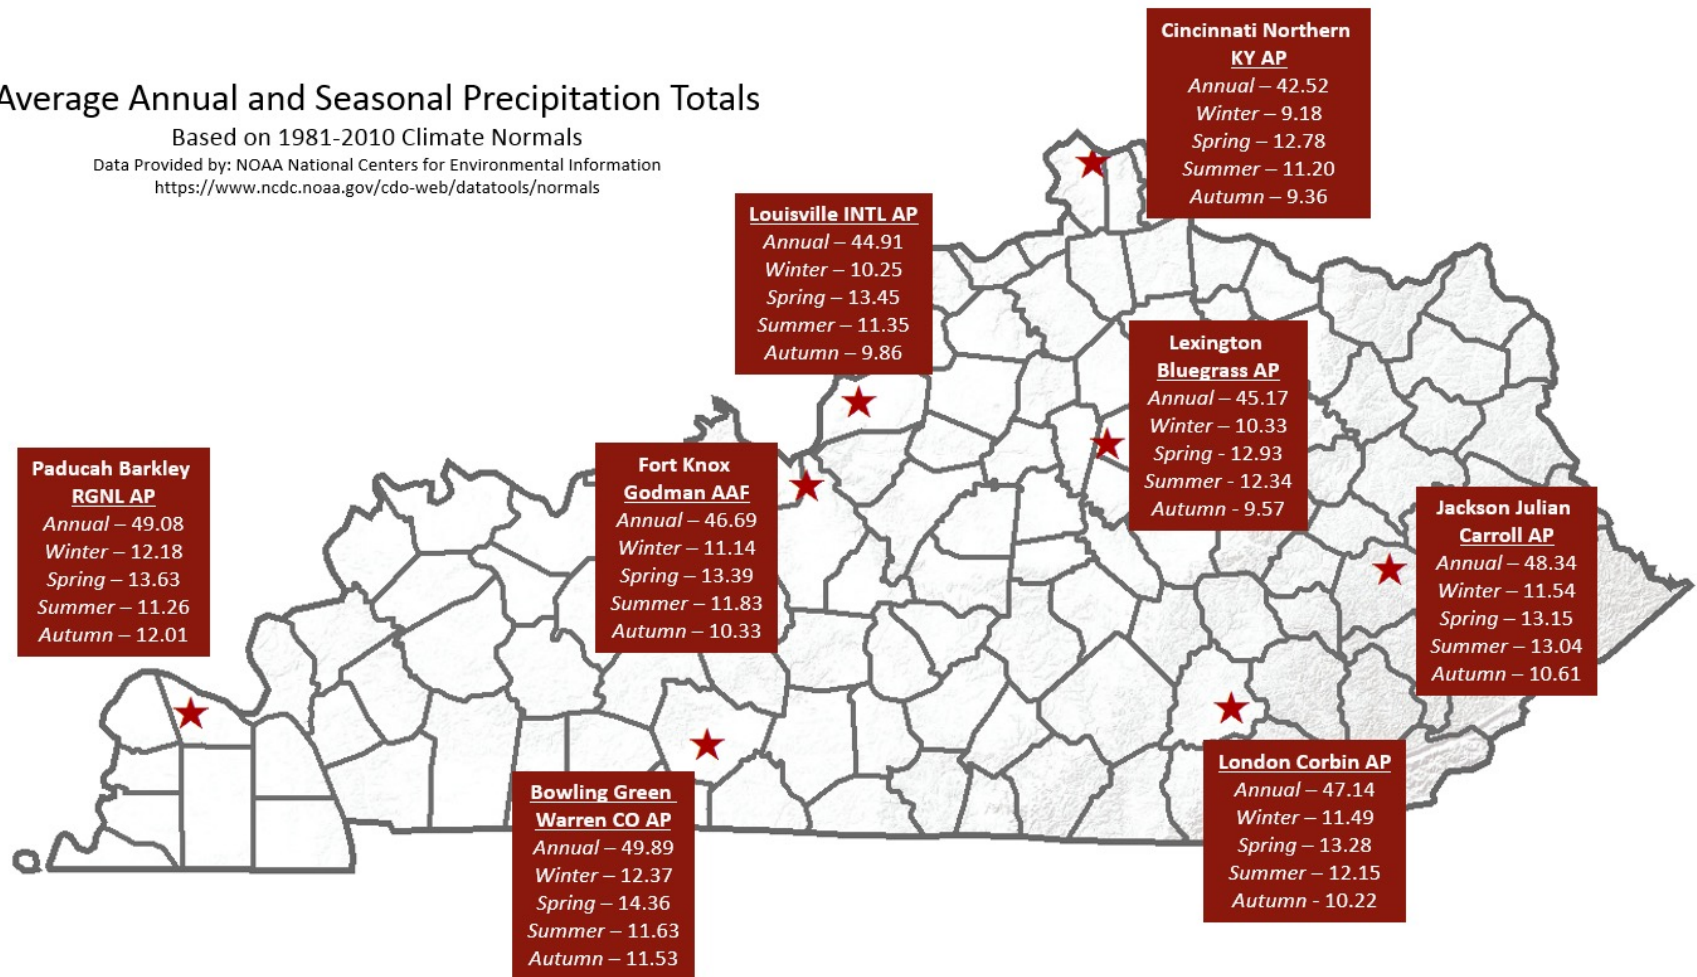 Average Annual and Seasonal Precipitation Totals
Based on 1981-2010 Climate Normals
Data Provided by: NOAA National Centers for Environmental Information
https://www.ncdc.noaa.gov/cdo-web/datatools/normals
Cincinnati Northern
KY AP
Annual – 42.52
Winter – 9.18
Spring – 12.78
Summer – 11.20
Autumn – 9.36
Louisville INTL AP
Annual – 44.91
Winter – 10.25
Spring – 13.45
Summer – 11.35
Autumn – 9.86
Lexington
Bluegrass AP
Annual – 45.17
Winter – 10.33
Spring - 12.93
Summer - 12.34
Autumn - 9.57
Paducah Barkley
RGNL AP
Annual – 49.08
Winter – 12.18
Spring – 13.63
Summer – 11.26
Autumn – 12.01
Fort Knox
Godman AAF
Annual – 46.69
Winter – 11.14
Spring – 13.39
Summer – 11.83
Autumn – 10.33
Jackson Julian
Carroll AP
Annual – 48.34
Winter – 11.54
Spring – 13.15
Summer – 13.04
Autumn – 10.61
London Corbin AP
Annual – 47.14
Winter – 11.49
Spring – 13.28
Summer – 12.15
Autumn - 10.22
Bowling Green
Warren CO AP
Annual – 49.89
Winter – 12.37
Spring – 14.36
Summer – 11.63
Autumn – 11.53